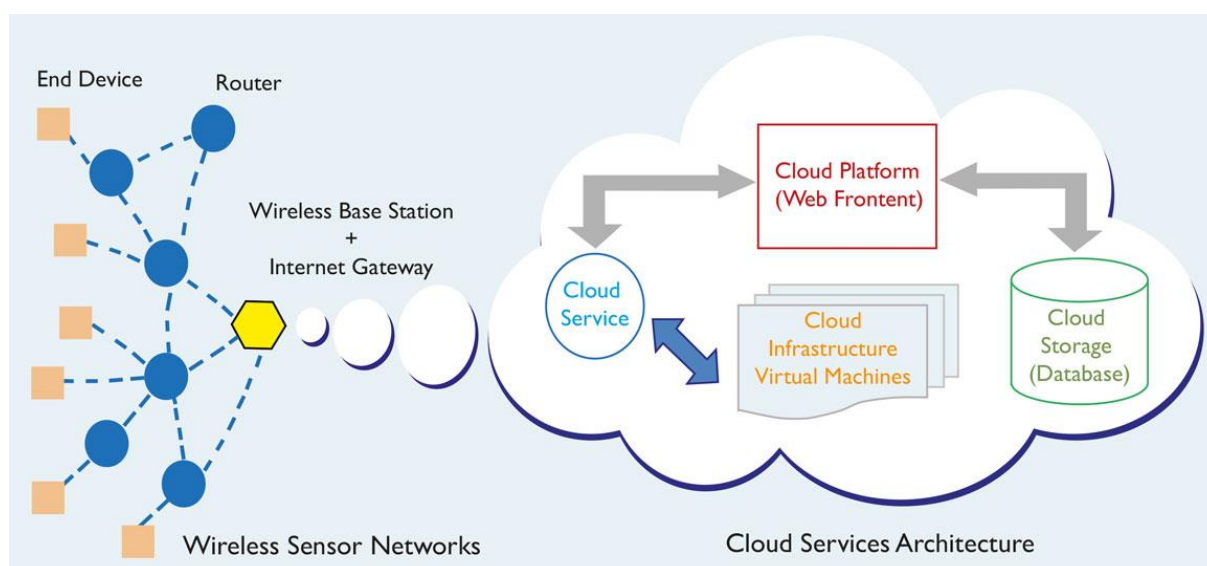 End Device
Router
Wireless Base Station
+
Internet Gateway
Cloud Platform
(Web Frontent)
Cloud
Service
Cloud
Infrastructure
Virtual Machines
Cloud
Storage
(Database)
Wireless Sensor Networks
Cloud Services Architecture